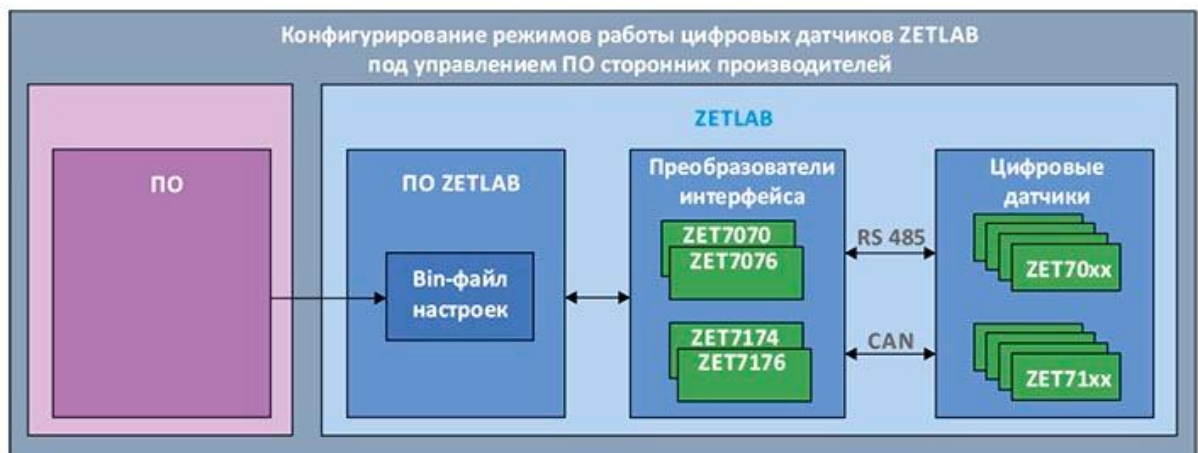 Конфигурирование режимов работы цифровых датчиков ZETLAB
под управлением ПО сторонних производителей
ZETLAB
ПО
ПО ZETLAB
Bin-файл
настроек
Преобразователи
интерфейса
ZET7070
ZET7076
ZET7174
ZET7176
RS 485
CAN
Цифровые
датчики
ZET70xx
ZET71xx